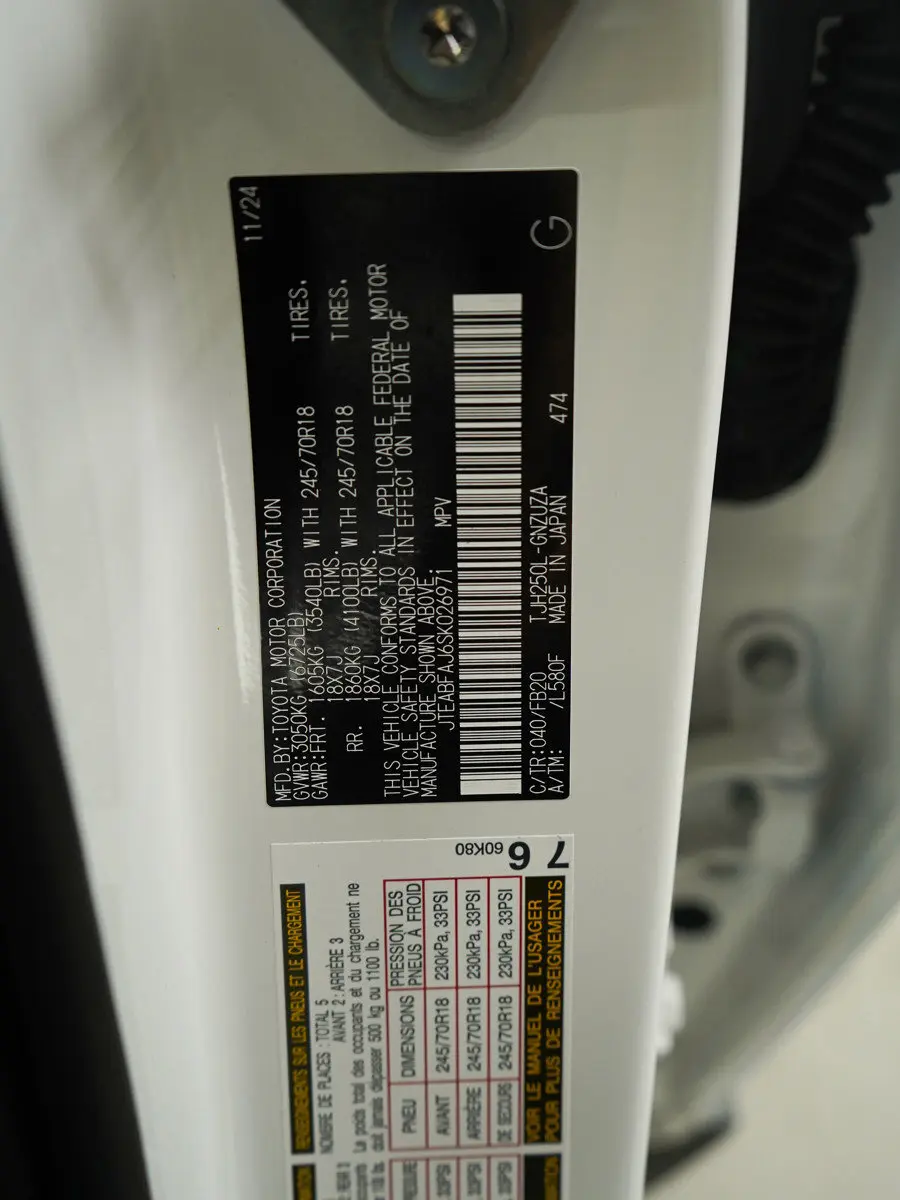 11/24
MFD.BY:TOYOTA MOTOR CORPORATION
GVWR:3050KG (6725LB)
GAWR:FRT. 1605KG (3540LB) WITH 245/70R18 TIRES,
18X7J RIMS.
RR. 1860KG (4100LB) WITH 245/70R18 TIRES,
18X7J RIMS.
THIS VEHICLE CONFORMS TO ALL APPLICABLE FEDERAL MOTOR
VEHICLE SAFETY STANDARDS IN EFFECT ON THE DATE OF
MANUFACTURE SHOWN ABOVE.
JTEABFAJ6SK026971 MPV
C/TR:040/FB20 TJH250L-GNZUZA
A/TM: /L580F MADE IN JAPAN 474
G
RENSEIGNEMENTS SUR LES PNEUS ET LE CHARGEMENT
NOMBRE DE PLACES : TOTAL 5
AVANT 2 : ARRIÈRE 3
Le poids total des occupants et du chargement ne
doit jamais dépasser 500 kg ou 1100 lb.
PNEU DIMENSIONS PRESSION DES PNEUS À FROID
AVANT 245/70R18 230kPa, 33PSI
ARRIÈRE 245/70R18 230kPa, 33PSI
DE SECOURS 245/70R18 230kPa, 33PSI
VOIR LE MANUEL DE L'USAGER
POUR PLUS DE RENSEIGNEMENTS
60K80
7 6